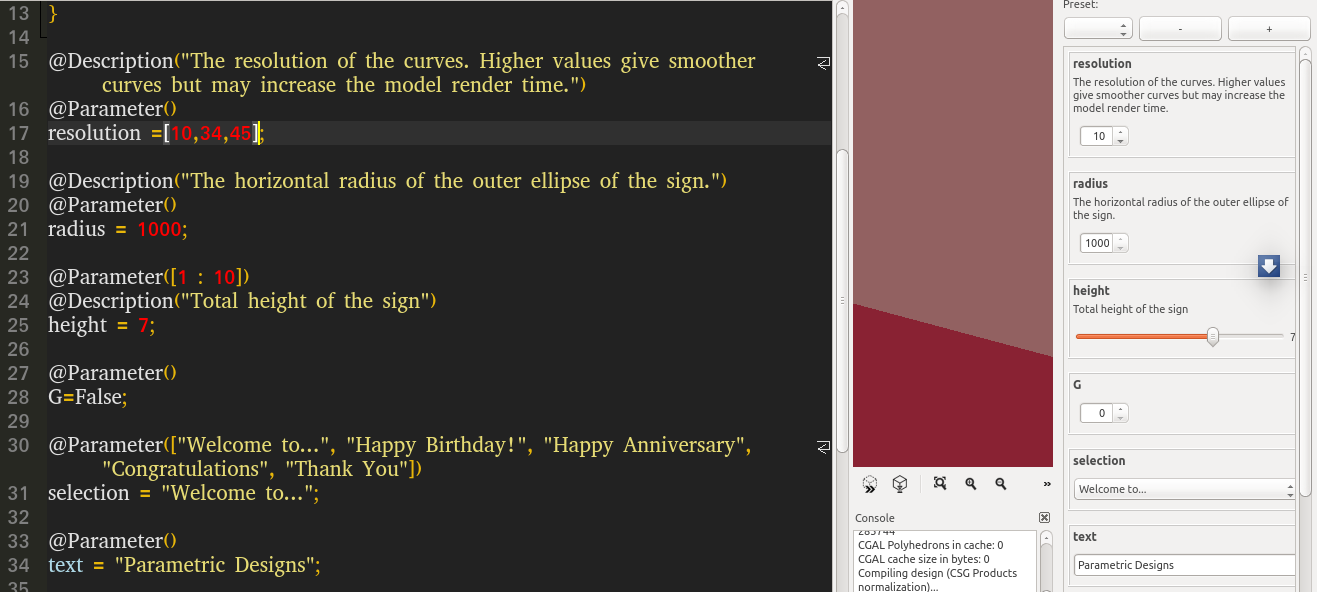 13 }
14
15 @Description("The resolution of the curves. Higher values give smoother
curves but may increase the model render time.")
16 @Parameter()
17 resolution =[10,34,45];
18
19 @Description("The horizontal radius of the outer ellipse of the sign.")
20 @Parameter()
21 radius = 1000;
22
23 @Parameter([1 : 10])
24 @Description("Total height of the sign")
25 height = 7;
26
27 @Parameter()
28 G=False;
29
30 @Parameter(["Welcome to...", "Happy Birthday!", "Happy Anniversary",
"Congratulations", "Thank You"])
31 selection = "Welcome to...";
32
33 @Parameter()
34 text = "Parametric Designs";
35
Console
CGAL Polyhedrons in cache: 0
CGAL cache size in bytes: 0
Compiling design (CSG Products
normalization)...
Preset:
- +
resolution
The resolution of the curves. Higher values
give smoother curves but may increase the
model render time.
10
radius
The horizontal radius of the outer ellipse of
the sign.
1000
height
Total height of the sign
7
G
0
selection
Welcome to...
text
Parametric Designs